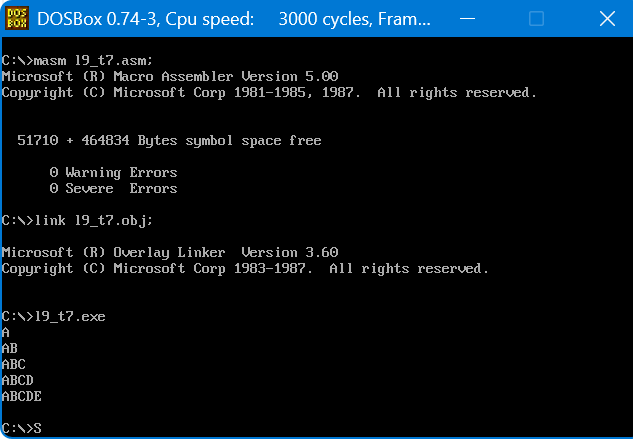 DOS BOX
DOSBox 0.74-3, Cpu speed: 3000 cycles, Fram...
C:\>masm l9_t7.asm;
Microsoft (R) Macro Assembler Version 5.00
Copyright (C) Microsoft Corp 1981-1985, 1987.  All rights reserved.
51710 + 464834 Bytes symbol space free
0 Warning Errors
0 Severe  Errors
C:\>link l9_t7.obj;
Microsoft (R) Overlay Linker  Version 3.60
Copyright (C) Microsoft Corp 1983-1987.  All rights reserved.
C:\>l9_t7.exe
A
AB
ABC
ABCD
ABCDE
C:\>S